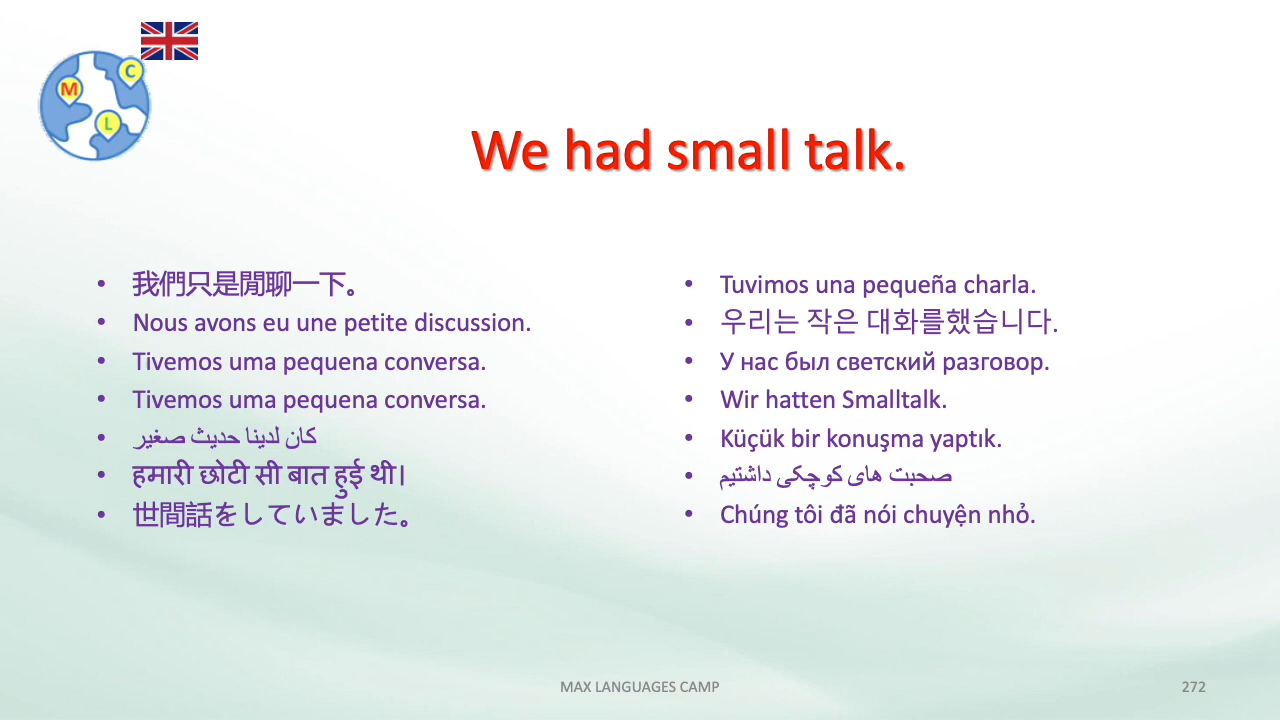 C
M
L
We had small talk.
• 我們只是閒聊一下。
• Nous avons eu une petite discussion.
• Tivemos uma pequena conversa.
• Tivemos uma pequena conversa.
• كان لدينا حديث صغير
• हमारी छोटी सी बात हुई थी।
• 世間話をしていました。
• Tuvimos una pequeña charla.
• 우리는 작은 대화를했습니다.
• У нас был светский разговор.
• Wir hatten Smalltalk.
• Küçük bir konuşma yaptık.
• صحبت های کوچکی داشتیم
• Chúng tôi đã nói chuyện nhỏ.
MAX LANGUAGES CAMP
272